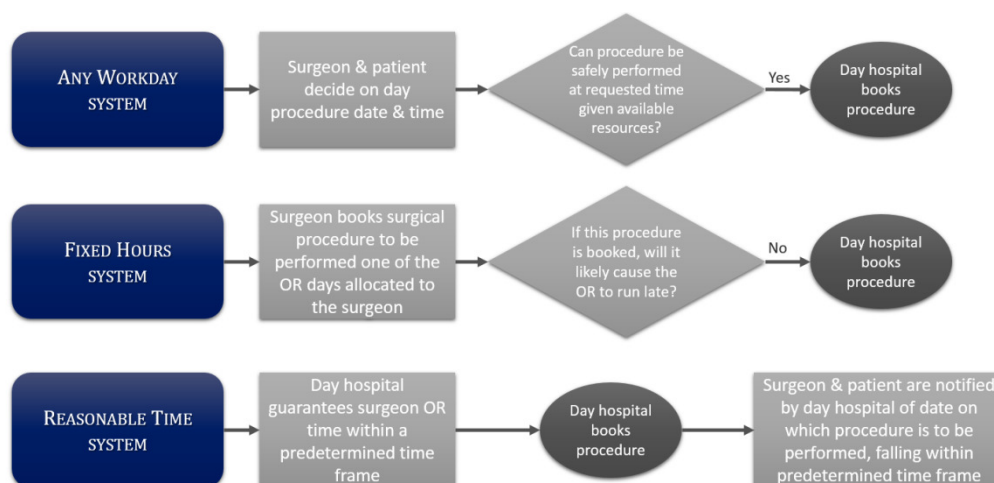 ANY WORKDAY
SYSTEM
Surgeon & patient
decide on day
procedure date & time
Can procedure be
safely performed
at requested time
given available
resources?
Yes
Day hospital
books
procedure
FIXED HOURS
SYSTEM
Surgeon books surgical
procedure to be
performed one of the
OR days allocated to
the surgeon
If this procedure
is booked, will it
likely cause the
OR to run late?
No
Day hospital
books
procedure
REASONABLE TIME
SYSTEM
Day hospital
guarantees surgeon OR
time within a
predetermined time
frame
Day hospital
books
procedure
Surgeon & patient are notified
by day hospital of date on
which procedure is to be
performed, falling within
predetermined time frame